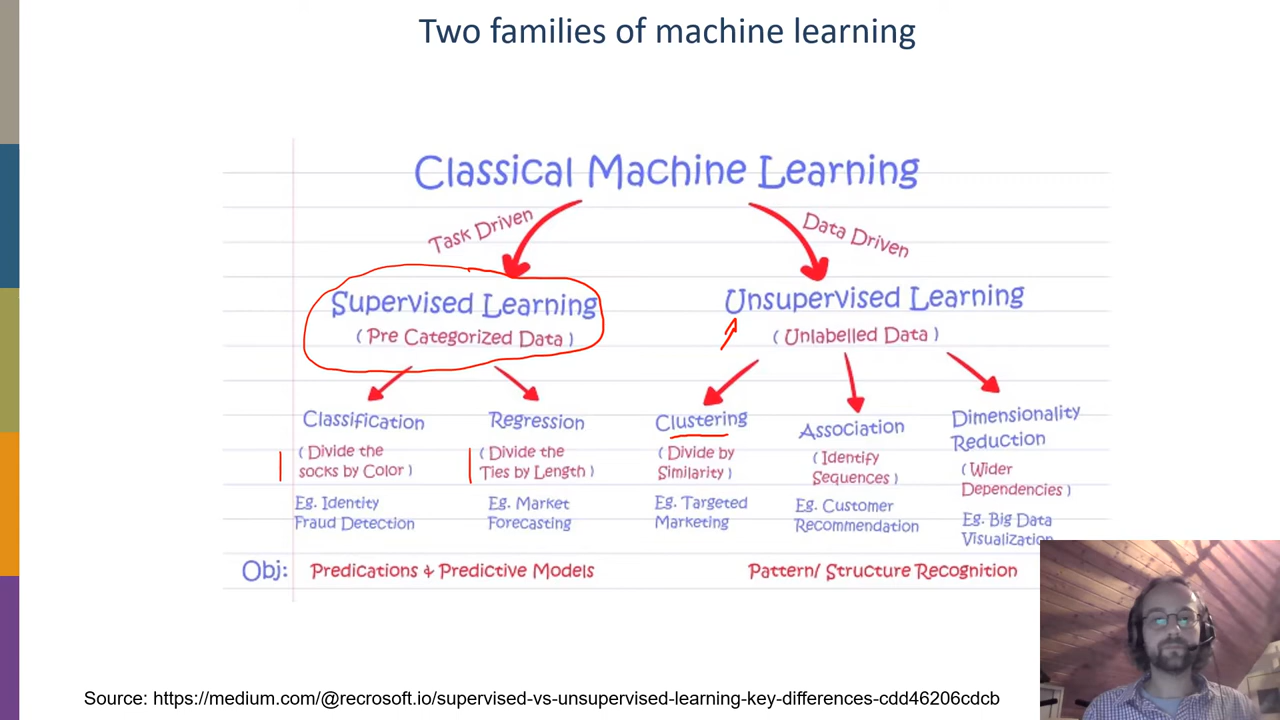 Two families of machine learning
Classical Machine Learning
Task Driven
Data Driven
Supervised Learning
( Pre Categorized Data )
Unsupervised Learning
( Unlabelled Data )
Classification
( Divide the
socks by Color )
Eg. Identity
Fraud Detection
Regression
( Divide the
Ties by Length )
Eg. Market
Forecasting
Clustering
( Divide by
Similarity )
Eg. Targeted
Marketing
Association
( Identify
Sequences )
Eg. Customer
Recommendation
Dimensionality
Reduction
( Wider
Dependencies )
Eg. Big Data
Visualization
Obj: Predications & Predictive Models
Pattern/ Structure Recognition
Source: https://medium.com/@recrosoft.io/supervised-vs-unsupervised-learning-key-differences-cdd46206cdcb